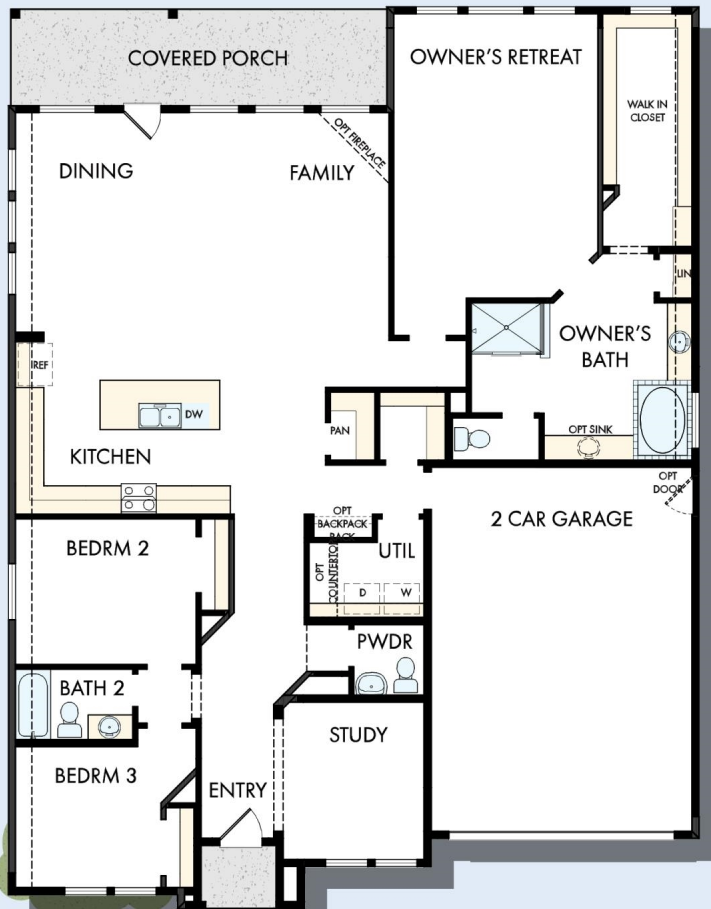 COVERED PORCH
OWNER'S RETREAT
WALK IN
CLOSET
OPT FIREPLACE
DINING
FAMILY
LIN
OWNER'S
BATH
REF
DW
PAN
OPT SINK
KITCHEN
OPT
DOOR
OPT
BACKPACK
RACK
2 CAR GARAGE
BEDRM 2
UTIL
OPT
COUNTERTOP
D
W
PWDR
BATH 2
STUDY
BEDRM 3
ENTRY